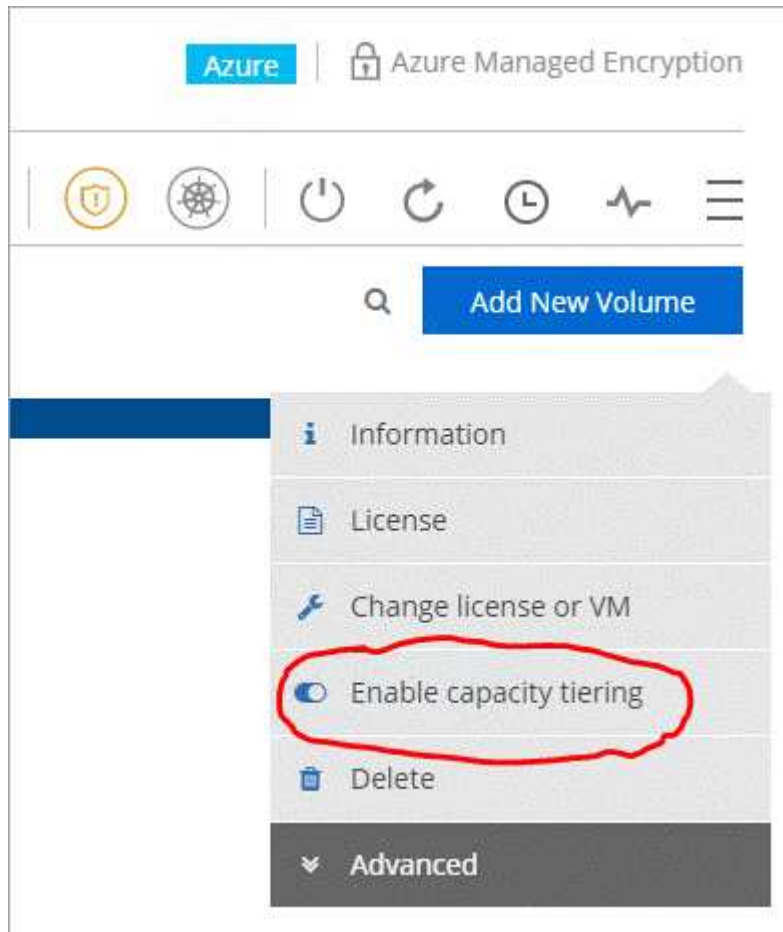 Azure Azure Managed Encryption
Add New Volume
Information
License
Change license or VM
Enable capacity tiering
Delete
Advanced